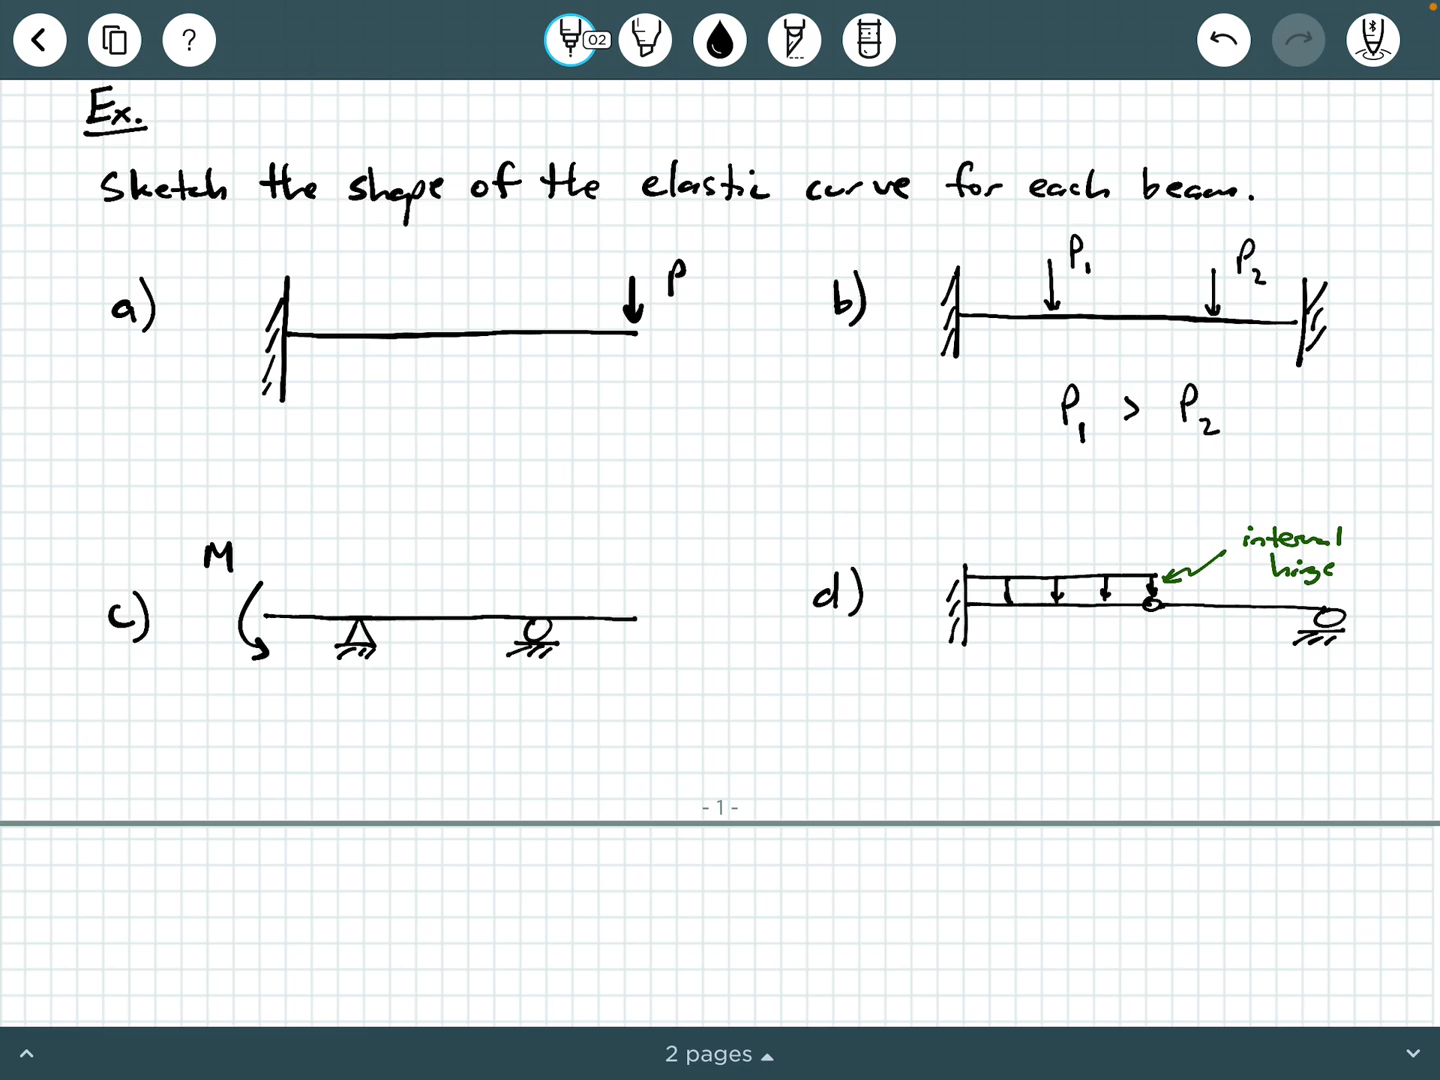 02
?
Ex.
Sketch the shape of the elastic curve for each beam.
a)
P
b)
P1
P2
P1 > P2
M
c)
d)
internal
hinge
- 1 -
2 pages